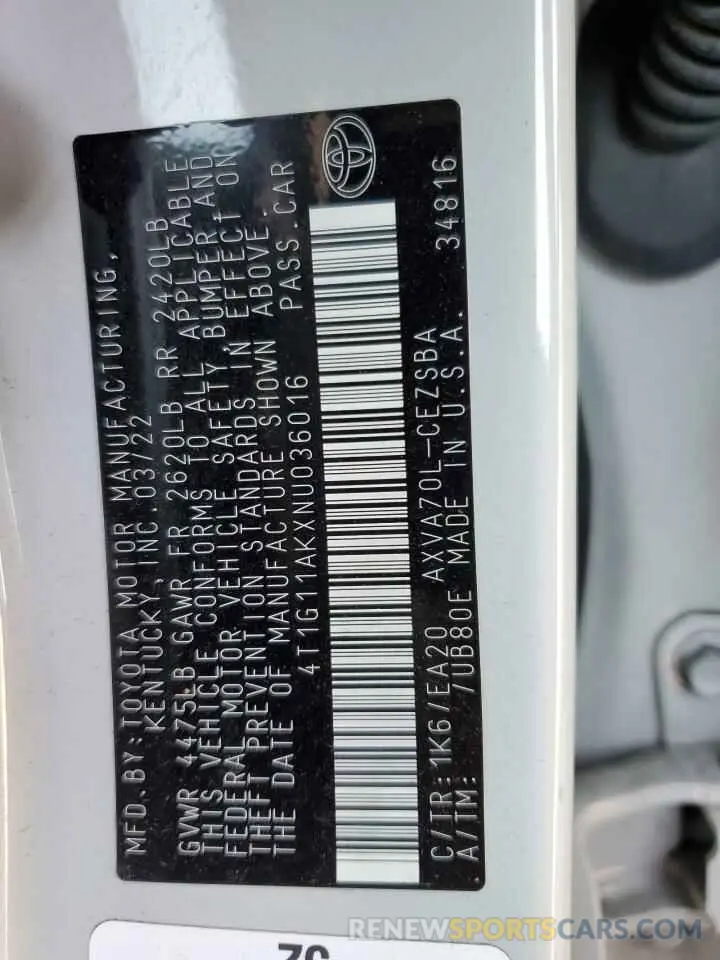 MFD. BY: TOYOTA MOTOR MANUFACTURING,
KENTUCKY, INC. 03/22
GVWR 4475LB GAWR FR 2620LB RR 2420LB
THIS VEHICLE CONFORMS TO ALL APPLICABLE
FEDERAL MOTOR VEHICLE SAFETY, BUMPER, AND
THEFT PREVENTION STANDARDS IN EFFECT ON
THE DATE OF MANUFACTURE SHOWN ABOVE.
4T1G11AKXNU036016 PASS.CAR
C/TR: 1K6/EA20 AXVA70L-CEZSBA
A/TM: /UB80E MADE IN U.S.A. 34816
RENEWSPORTSCARS.COM